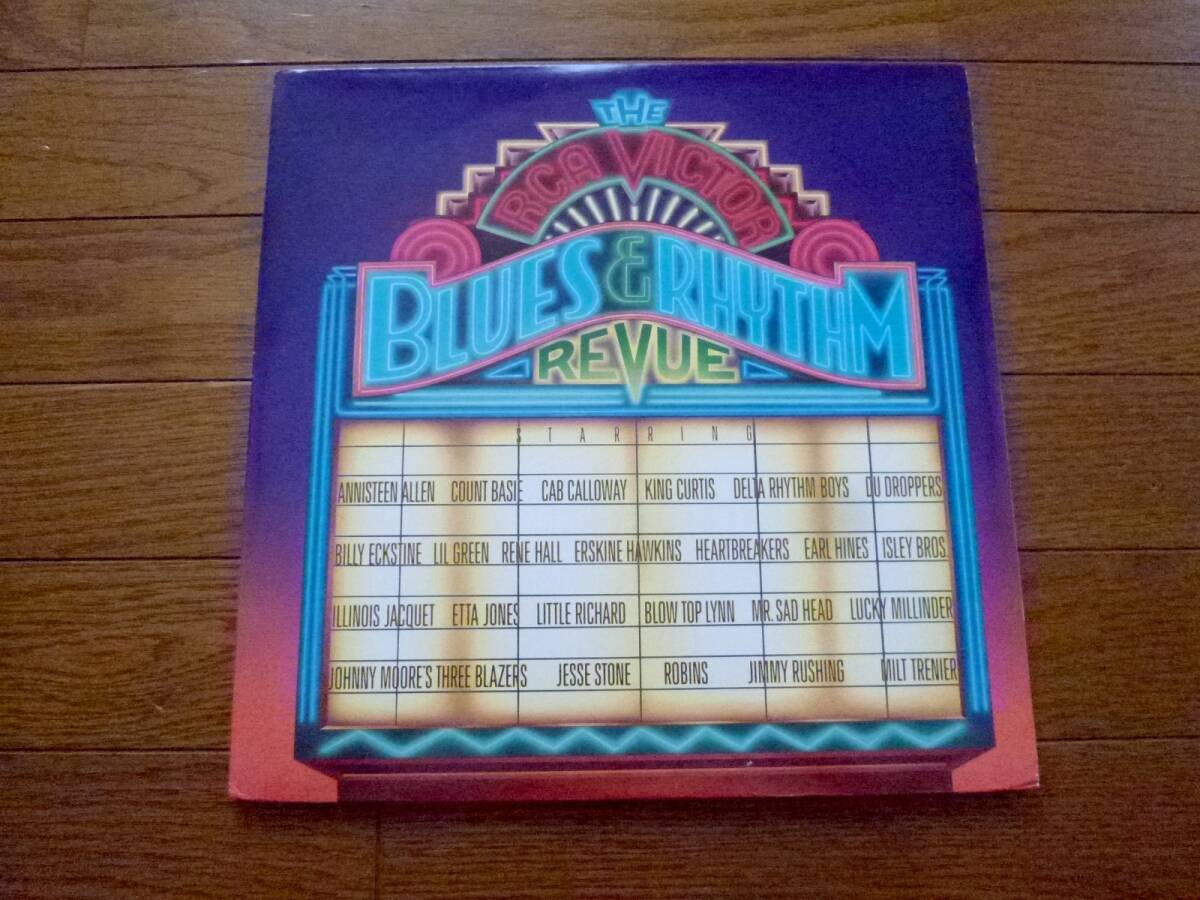 THE
RCA VICTOR
BLUES & RHYTHM
REVUE
STARRING
ANNISTEEN ALLEN COUNT BASIE CAB CALLOWAY KING CURTIS DELTA RHYTHM BOYS DU DROPPERS
BILLY ECKSTINE LIL GREEN RENE HALL ERSKINE HAWKINS HEARTBREAKERS EARL HINES ISLEY BROS.
ILLINOIS JACQUET ETTA JONES LITTLE RICHARD BLOW TOP LYNN MR. SAD HEAD LUCKY MILLINDER
JOHNNY MOORE'S THREE BLAZERS JESSE STONE ROBINS JIMMY RUSHING MILT TRENIER